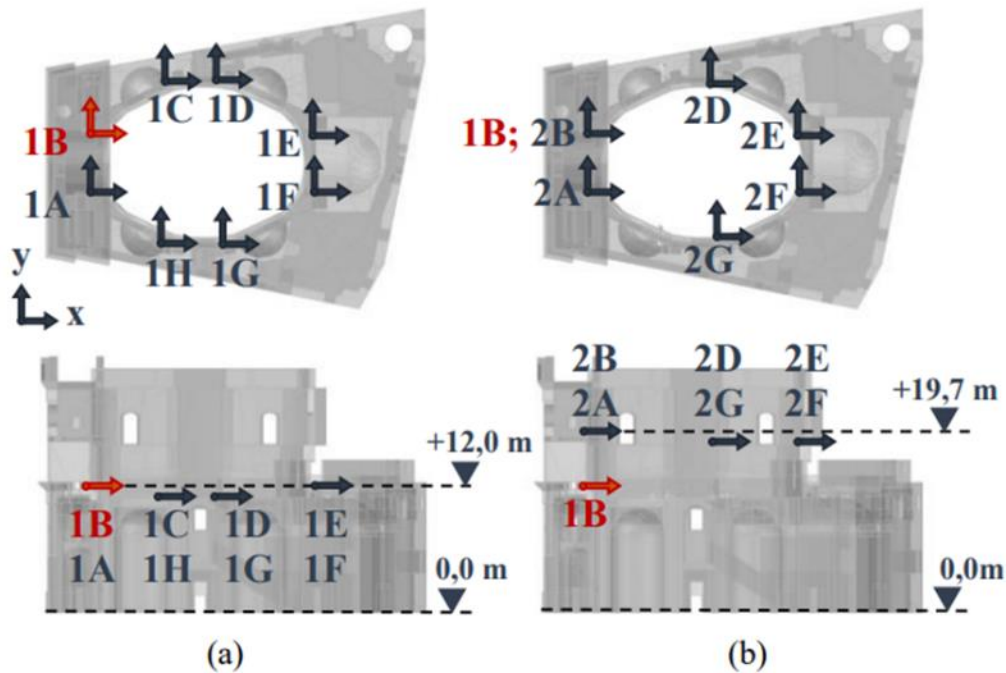 1C 1D
1B 1E
1A 1F
1H 1G
y
x
+12,0 m
1B 1C 1D 1E
1A 1H 1G 1F
0,0 m
(a)
2D
1B; 2B 2E
2A 2F
2G
2B 2D 2E
2A 2G 2F
+19,7 m
1B
0,0m
(b)